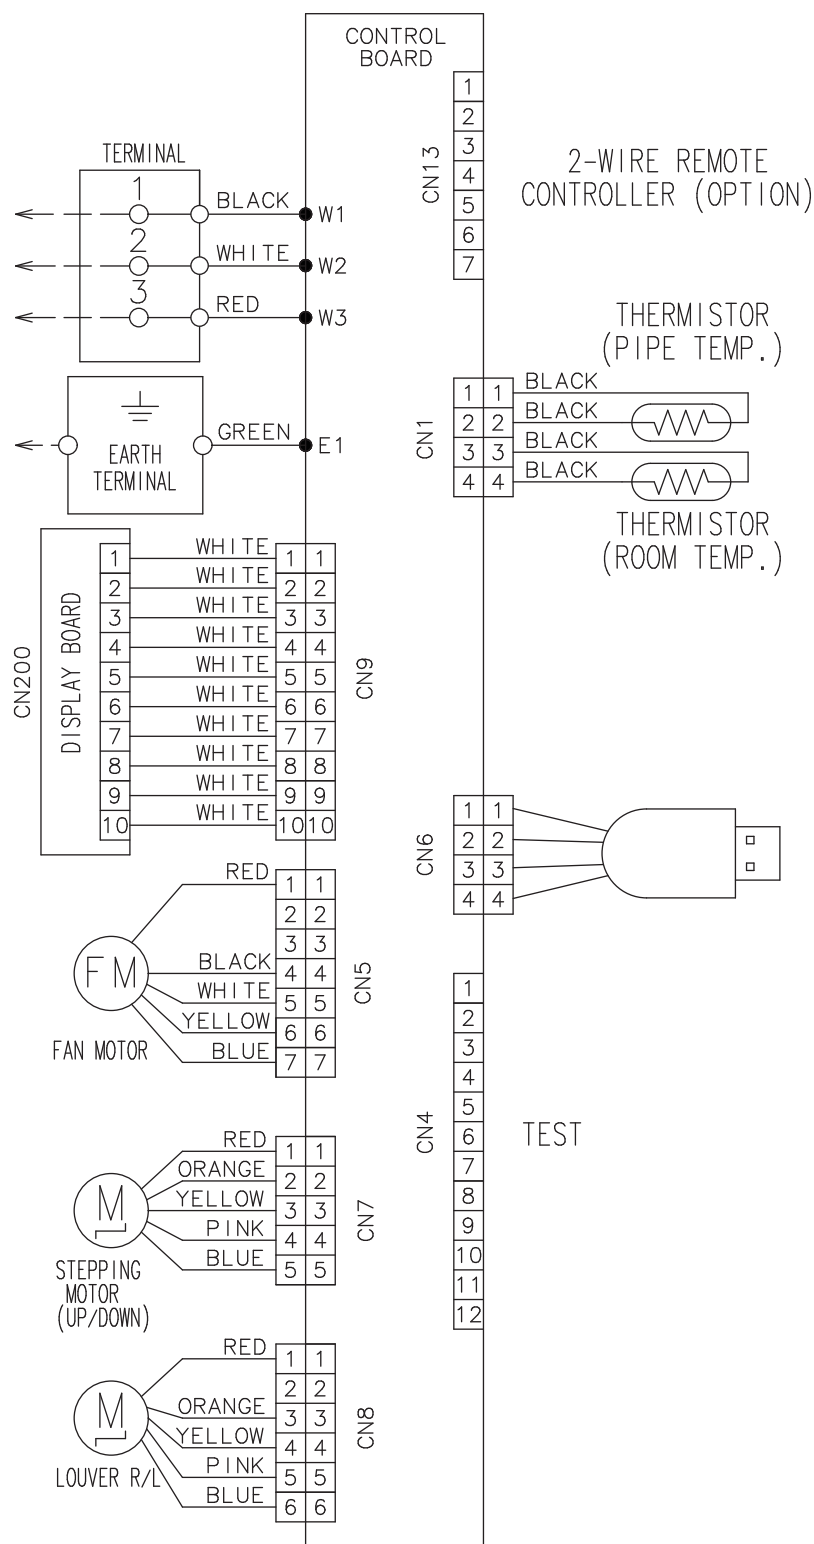 CONTROL
BOARD
TERMINAL
1 BLACK W1
2 WHITE W2
3 RED W3
EARTH
TERMINAL
GREEN E1
CN200
DISPLAY BOARD
1 WHITE 1 1
2 WHITE 2 2
3 WHITE 3 3
4 WHITE 4 4
5 WHITE 5 5
6 WHITE 6 6
7 WHITE 7 7
8 WHITE 8 8
9 WHITE 9 9
10 WHITE 10 10
CN9
FM
FAN MOTOR
RED 1 1
2 2
3 3
BLACK 4 4
WHITE 5 5
YELLOW 6 6
BLUE 7 7
CN5
M
STEPPING
MOTOR
(UP/DOWN)
RED 1 1
ORANGE 2 2
YELLOW 3 3
PINK 4 4
BLUE 5 5
CN7
M
LOUVER R/L
RED 1 1
2 2
ORANGE 3 3
YELLOW 4 4
PINK 5 5
BLUE 6 6
CN8
CN13
1
2
3
4
5
6
7
2-WIRE REMOTE
CONTROLLER (OPTION)
THERMISTOR
(PIPE TEMP.)
CN1
1 1 BLACK
2 2 BLACK
3 3 BLACK
4 4 BLACK
THERMISTOR
(ROOM TEMP.)
CN6
1 1
2 2
3 3
4 4
CN4
1
2
3
4
5
6
7
8
9
10
11
12
TEST